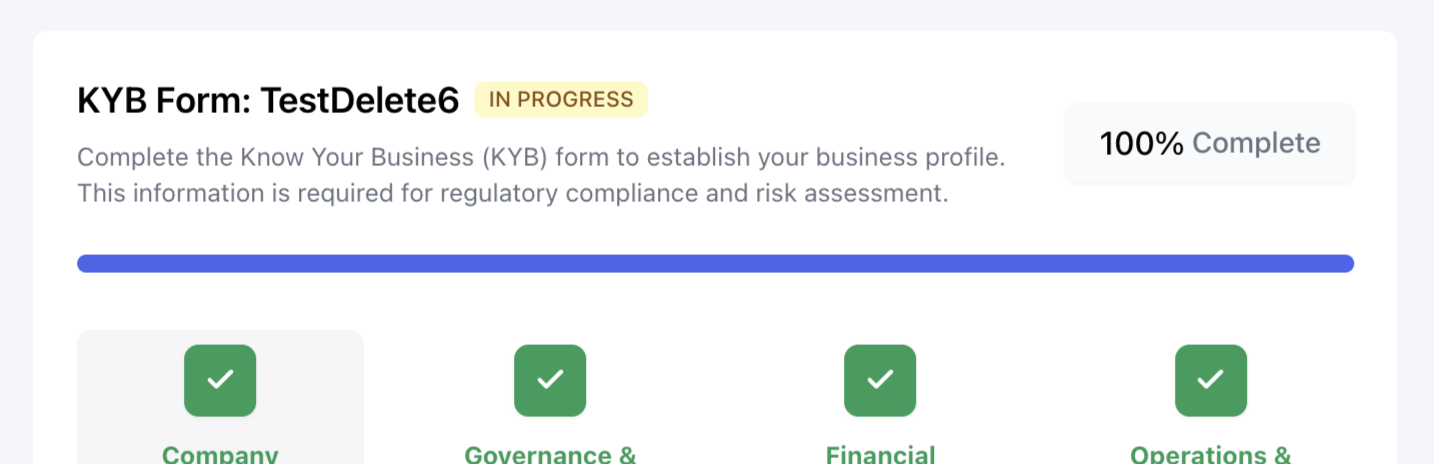 KYB Form: TestDelete6 IN PROGRESS
Complete the Know Your Business (KYB) form to establish your business profile.
This information is required for regulatory compliance and risk assessment.
100% Complete
Company
Governance &
Financial
Operations &